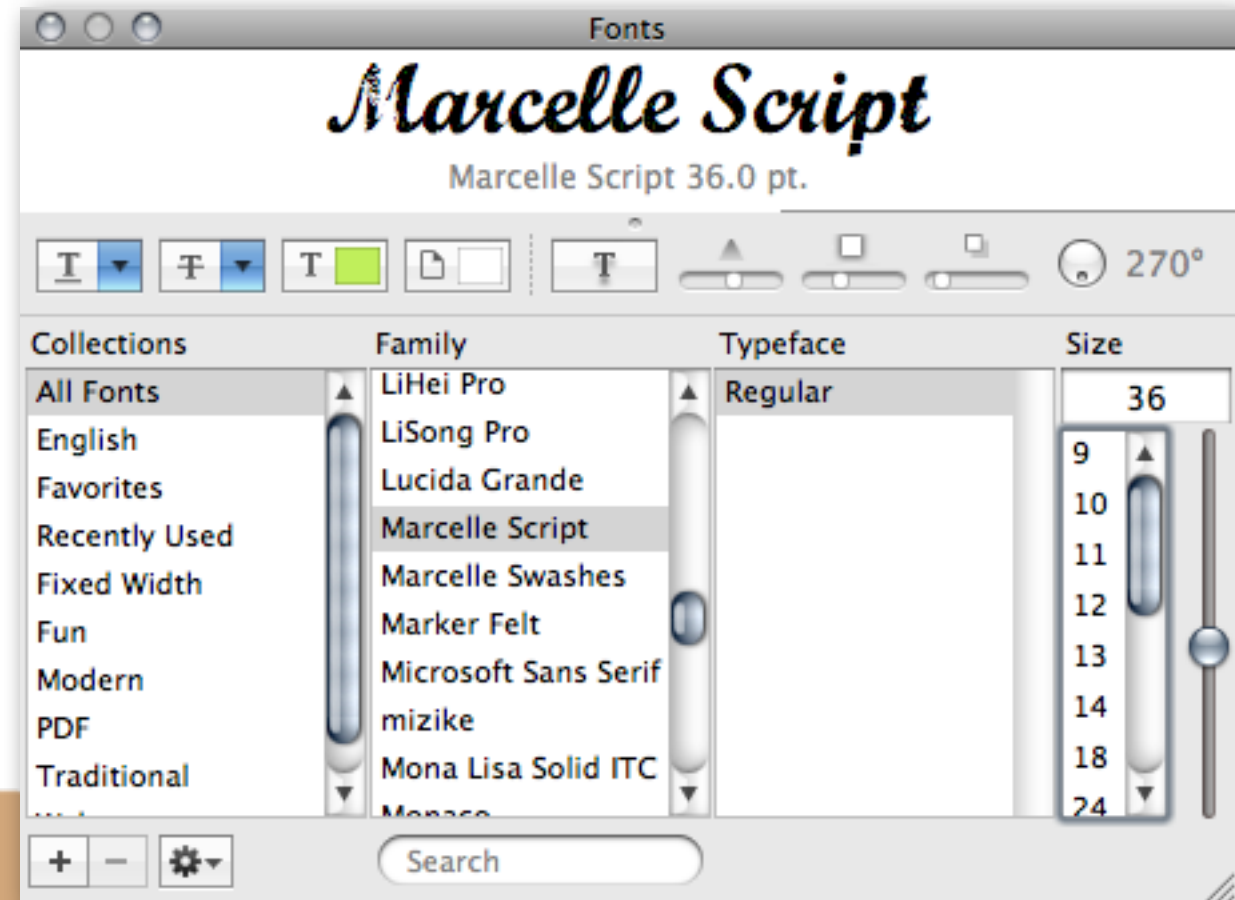 Fonts
Marcelle Script
Marcelle Script 36.0 pt.
T T T T 270°
Collections Family Typeface Size
All Fonts
English
Favorites
Recently Used
Fixed Width
Fun
Modern
PDF
Traditional
LiHei Pro
LiSong Pro
Lucida Grande
Marcelle Script
Marcelle Swashes
Marker Felt
Microsoft Sans Serif
mizike
Mona Lisa Solid ITC
Monaco
Regular
36
9
10
11
12
13
14
18
24
Search